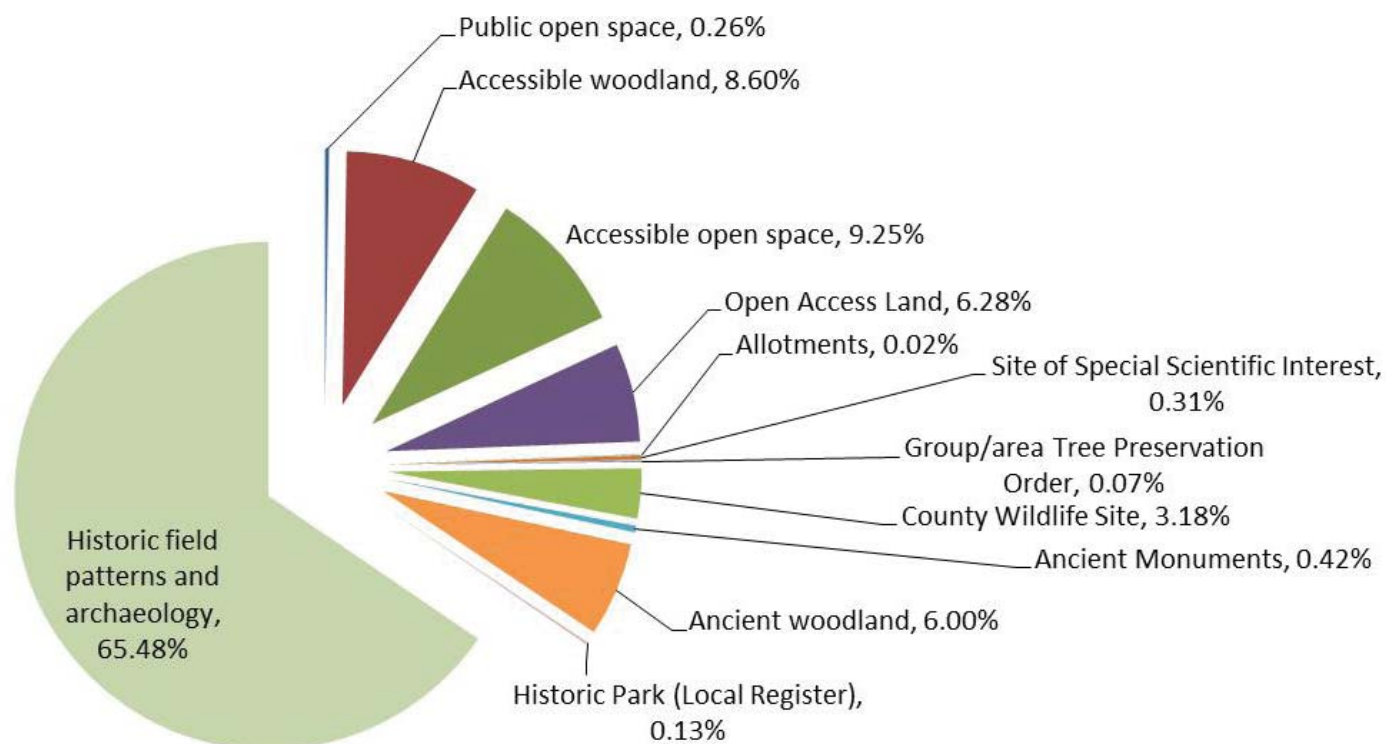 Public open space, 0.26%
Accessible woodland, 8.60%
Accessible open space, 9.25%
Open Access Land, 6.28%
Allotments, 0.02%
Site of Special Scientific Interest,
0.31%
Group/area Tree Preservation
Order, 0.07%
County Wildlife Site, 3.18%
Ancient Monuments, 0.42%
Ancient woodland, 6.00%
Historic Park (Local Register),
0.13%
Historic field
patterns and
archaeology,
65.48%